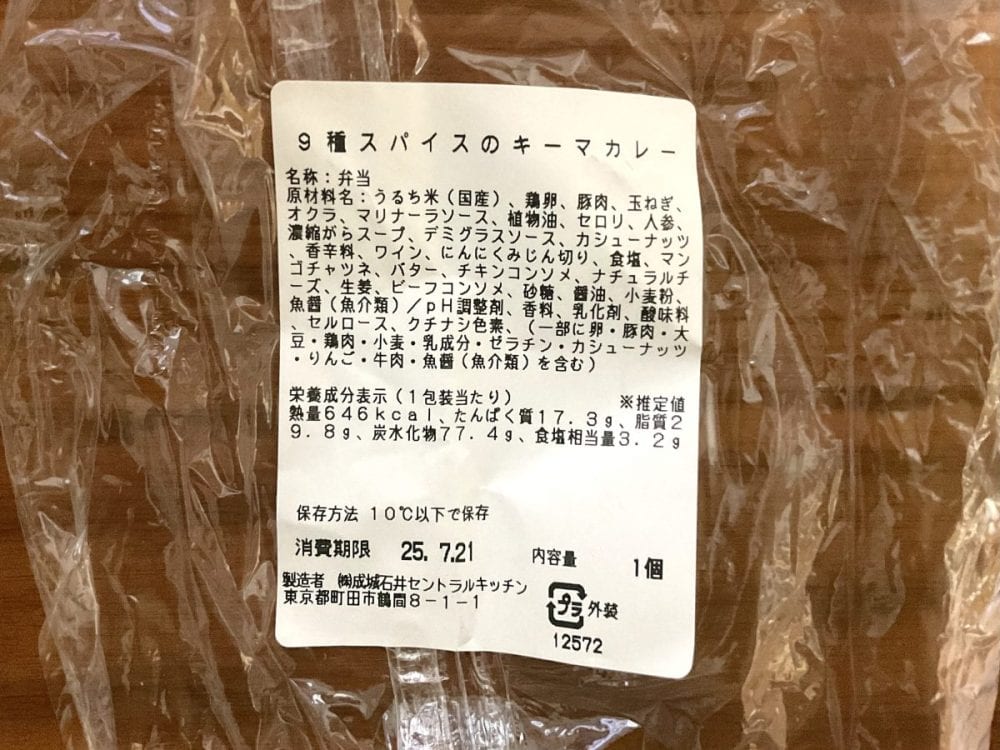 9種スパイスのキーマカレー
名称：弁当
原材料名：うるち米（国産）、鶏卵、豚肉、玉ねぎ、
オクラ、マリナーラソース、植物油、セロリ、人参、
濃縮がらスープ、デミグラスソース、カシューナッツ
、香辛料、ワイン、にんにくみじん切り、食塩、マン
ゴチャツネ、バター、チキンコンソメ、ナチュラルチ
ーズ、生姜、ビーフコンソメ、砂糖、醤油、小麦粉、
魚醤（魚介類）／ｐＨ調整剤、香料、乳化剤、酸味料
、セルロース、クチナシ色素、（一部に卵・豚肉・大
豆・鶏肉・小麦・乳成分・ゼラチン・カシューナッツ
・りんご・牛肉・魚醤（魚介類）を含む）
栄養成分表示（１包装当たり） ※推定値
熱量６４６ｋｃａｌ、たんぱく質１７．３ｇ、脂質２
９．８ｇ、炭水化物７７．４ｇ、食塩相当量３．２ｇ
保存方法 １０℃以下で保存
消費期限 25. 7.21 内容量 1個
製造者 ㈱成城石井セントラルキッチン
東京都町田市鶴間８－１－１
プラ 外装
12572